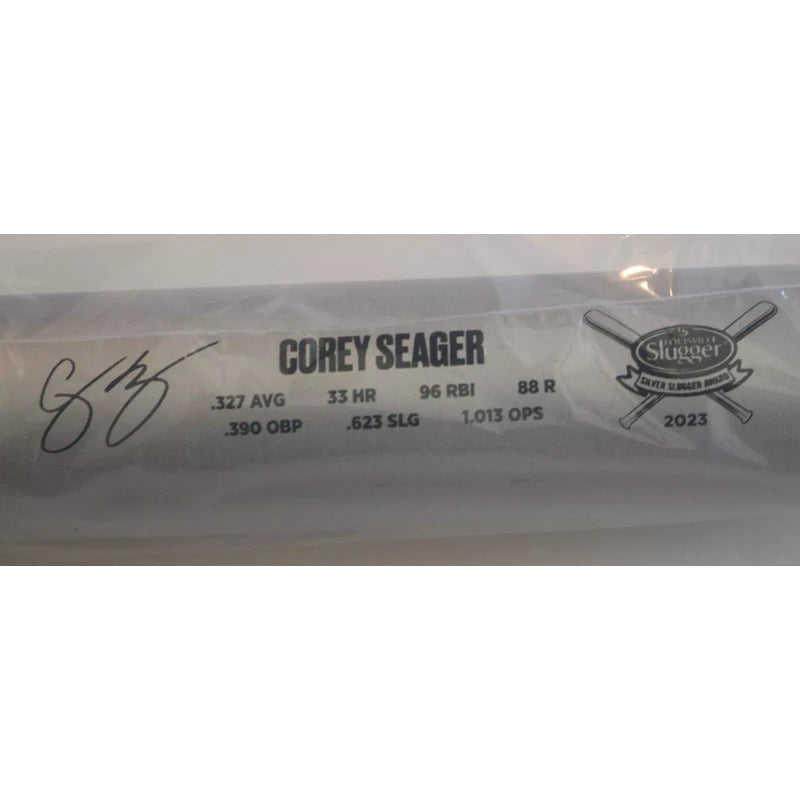 COREY SEAGER
.327 AVG 33 HR 96 RBI 88 R
.390 OBP .623 SLG 1.013 OPS
LOUISVILLE
Slugger
SILVER SLUGGER AWARD
2023